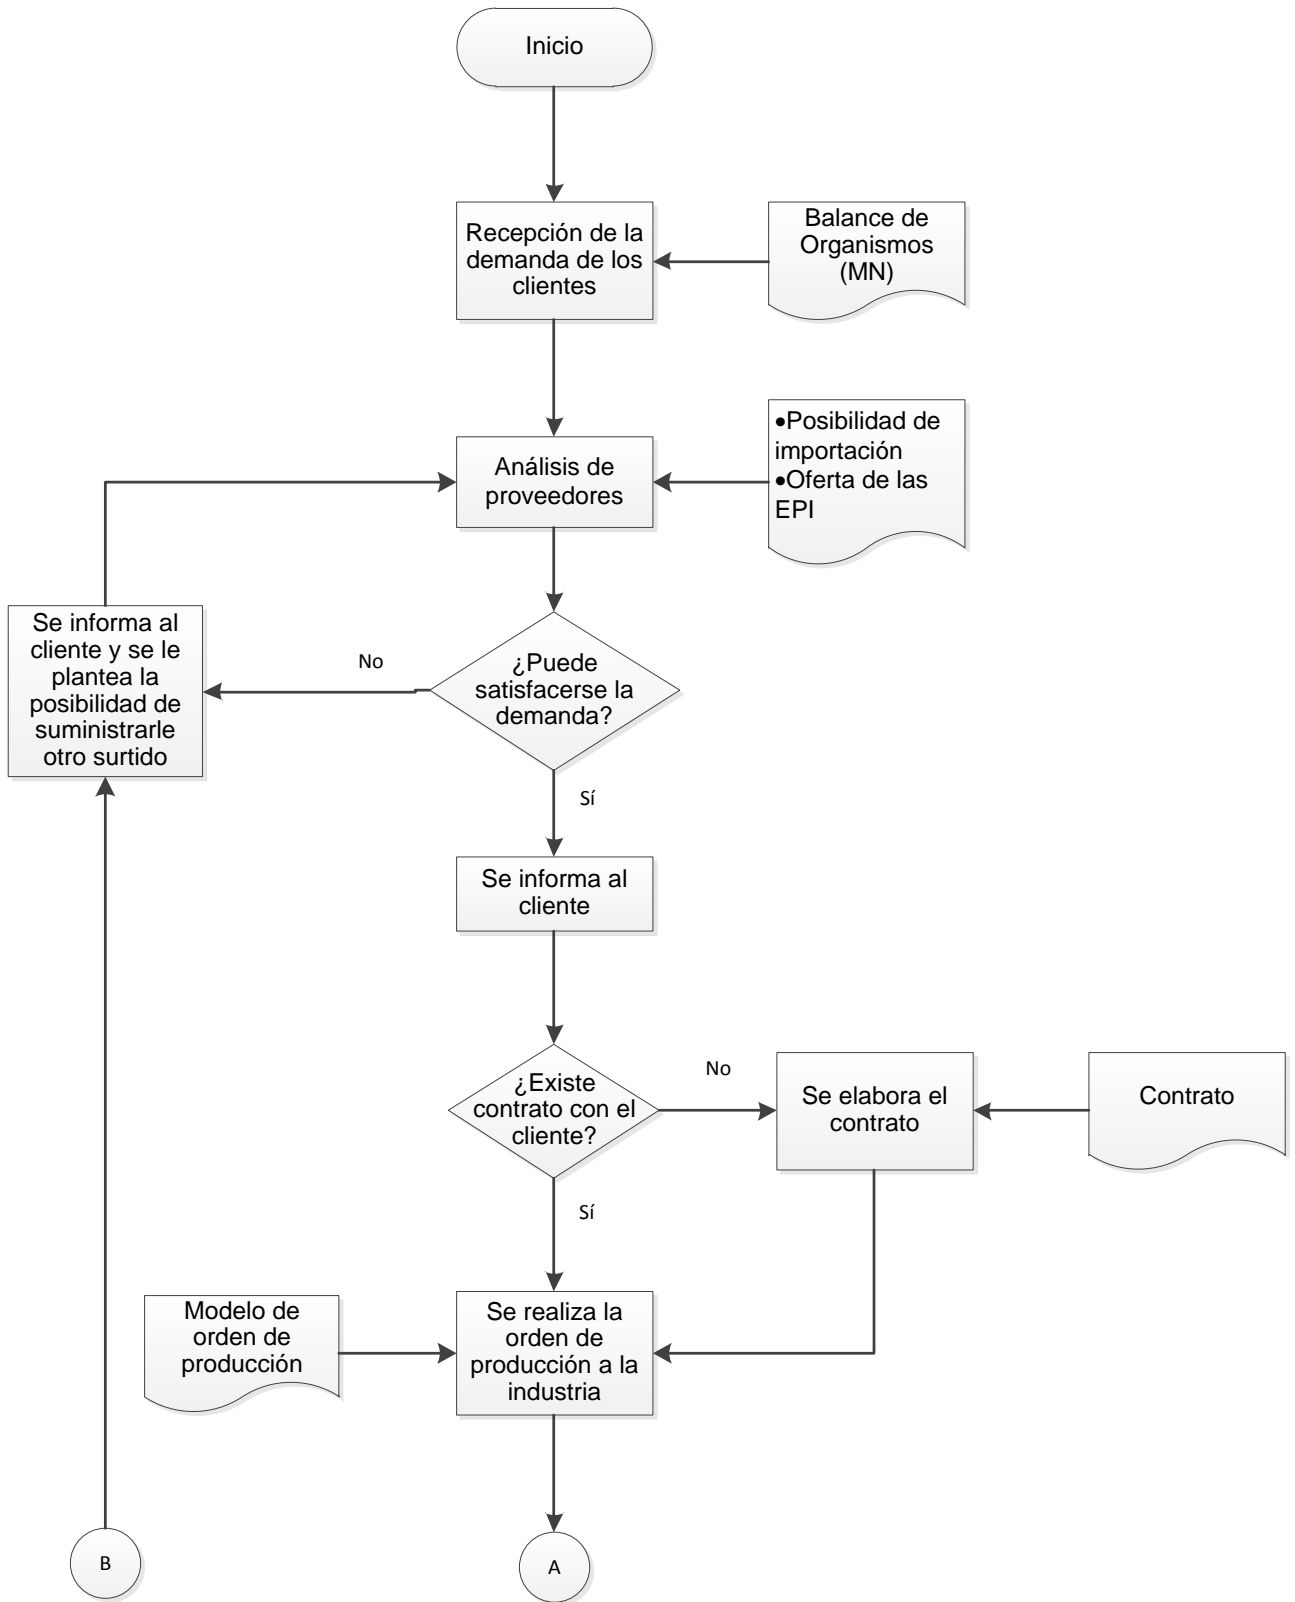 Inicio
Recepción de la
demanda de los
clientes
Balance de
Organismos
(MN)
Análisis de
proveedores
•Posibilidad de
importación
•Oferta de las
EPI
Se informa al
cliente y se le
plantea la
posibilidad de
suministrarle
otro surtido
No
¿Puede
satisfacerse la
demanda?
Sí
Se informa al
cliente
¿Existe
contrato con el
cliente?
No
Se elabora el
contrato
Contrato
Sí
Modelo de
orden de
producción
Se realiza la
orden de
producción a la
industria
B
A